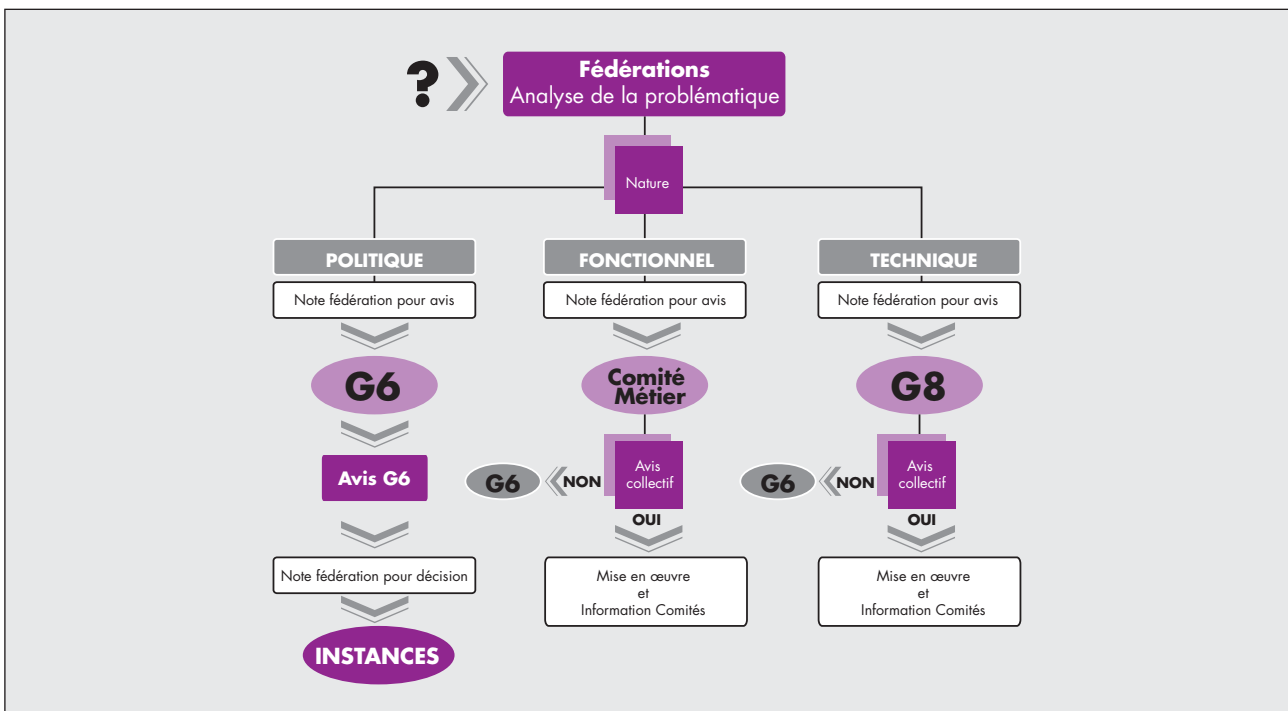 ?
Fédérations
Analyse de la problématique
Nature
POLITIQUE
Note fédération pour avis
G6
Avis G6
Note fédération pour décision
INSTANCES
FONCTIONNEL
Note fédération pour avis
Comité
Métier
Avis
collectif
NON
G6
OUI
Mise en œuvre
et
Information Comités
TECHNIQUE
Note fédération pour avis
G8
Avis
collectif
NON
G6
OUI
Mise en œuvre
et
Information Comités